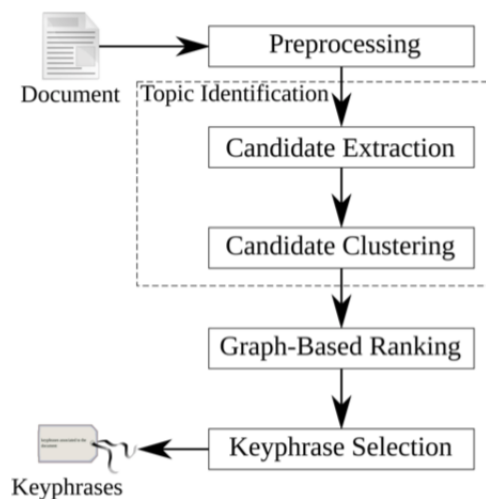 Preprocessing
Document
Topic Identification
Candidate Extraction
Candidate Clustering
Graph-Based Ranking
Keyphrase Selection
Keyphrases